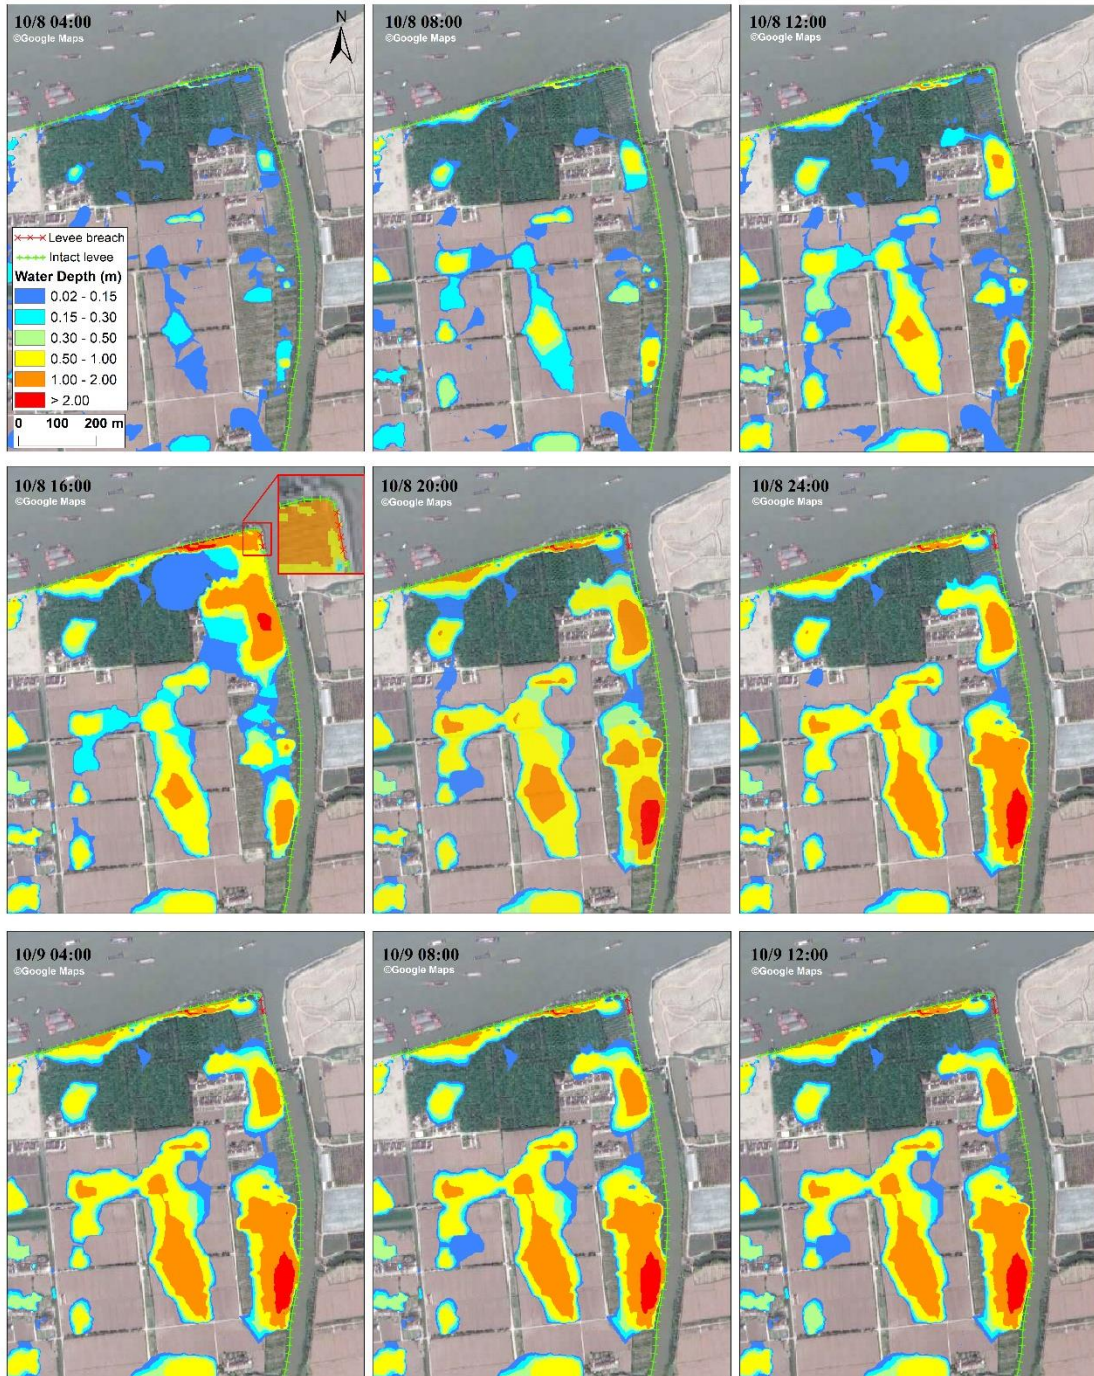 10/8 04:00
©Google Maps
N
10/8 08:00
©Google Maps
10/8 12:00
©Google Maps
Levee breach
Intact levee
Water Depth (m)
0.02 - 0.15
0.15 - 0.30
0.30 - 0.50
0.50 - 1.00
1.00 - 2.00
> 2.00
0 100 200 m
10/8 16:00
©Google Maps
10/8 20:00
©Google Maps
10/8 24:00
©Google Maps
10/9 04:00
©Google Maps
10/9 08:00
©Google Maps
10/9 12:00
©Google Maps